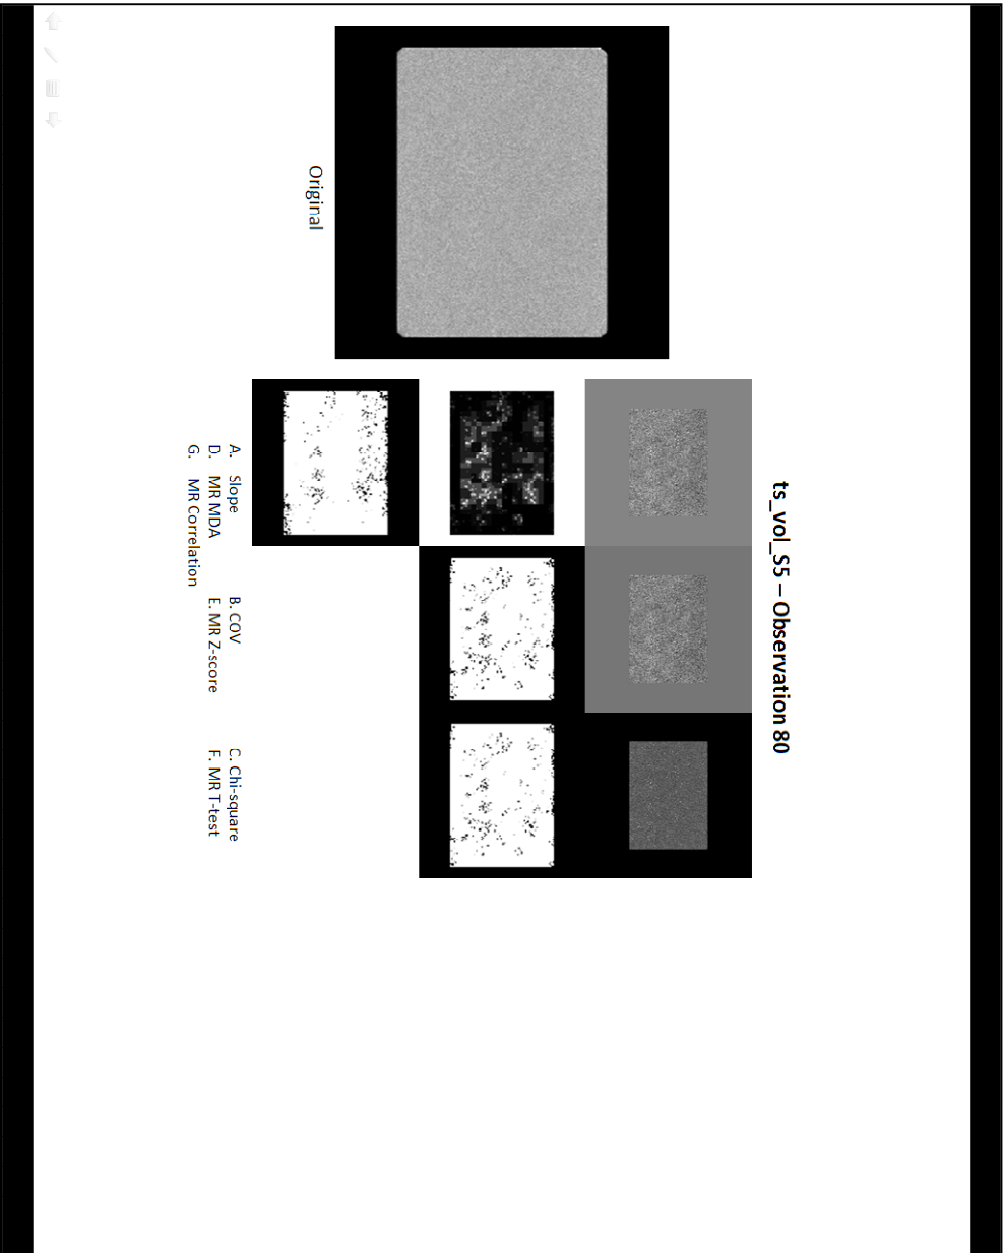 ts_vol_S5 – Observation 80
Original
A. Slope B. COV C. Chi-square
D. MR MDA E. MR Z-score F. MR T-test
G. MR Correlation